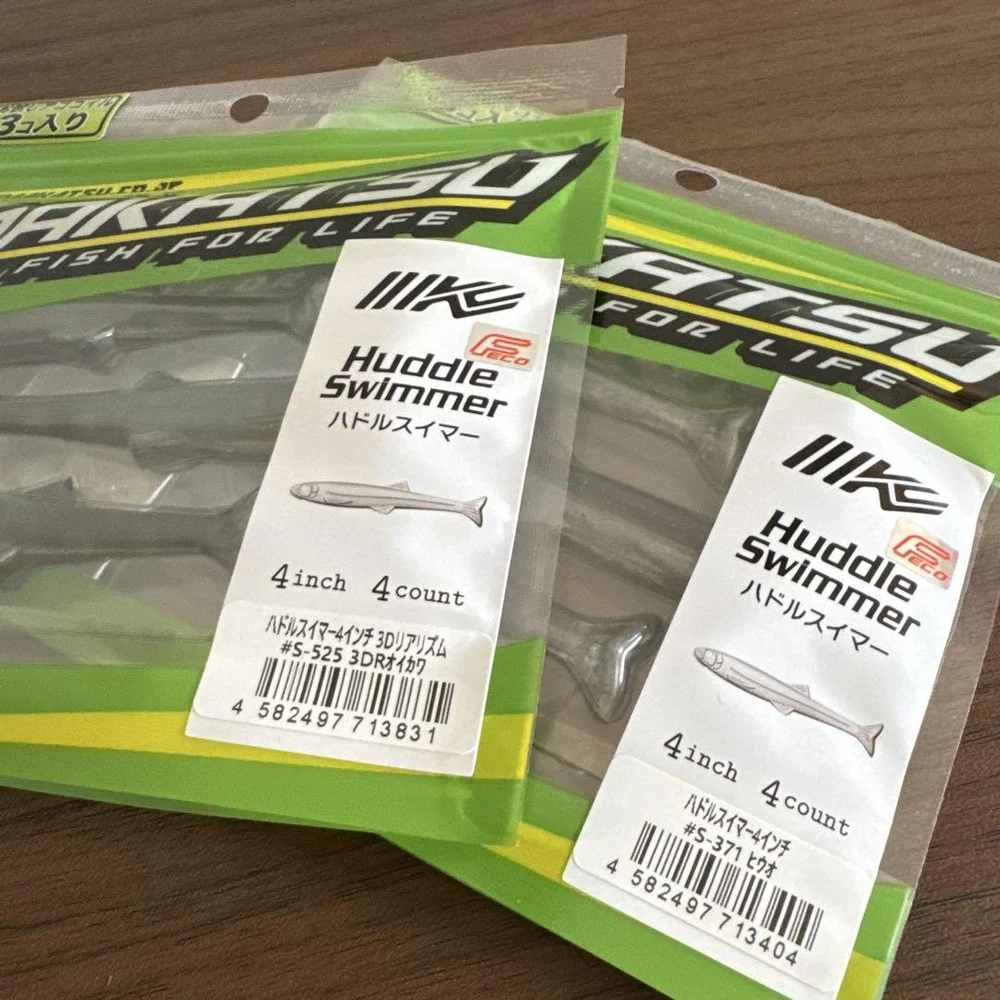 3コ入り
AKATSU
FISH FOR LIFE
Feco
Huddle
Swimmer
ハドルスイマー
4inch 4count
ハドルスイマー4インチ 3Dリアリズム
#S-525 3DRオイカワ
4 582497 713831
ATSU
FOR LIFE
Feco
Huddle
Swimmer
ハドルスイマー
4inch 4count
ハドルスイマー4インチ
#S-371 ヒウオ
4 582497 713404